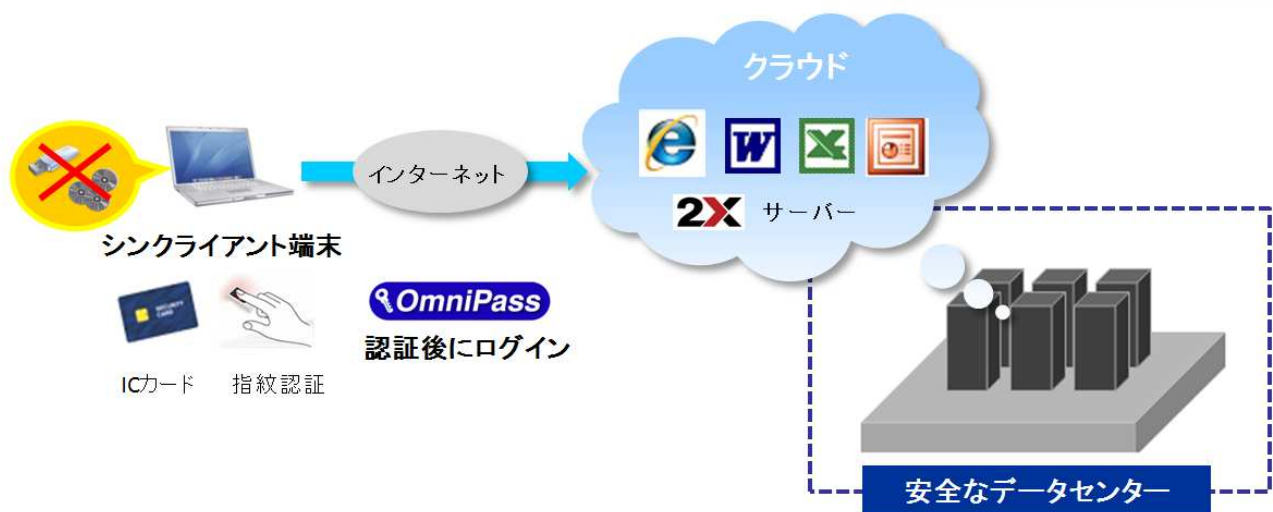 クラウド
インターネット
2X サーバー
シンクライアント端末
SECURITY
CARD
OmniPass
認証後にログイン
ICカード 指紋認証
安全なデータセンター